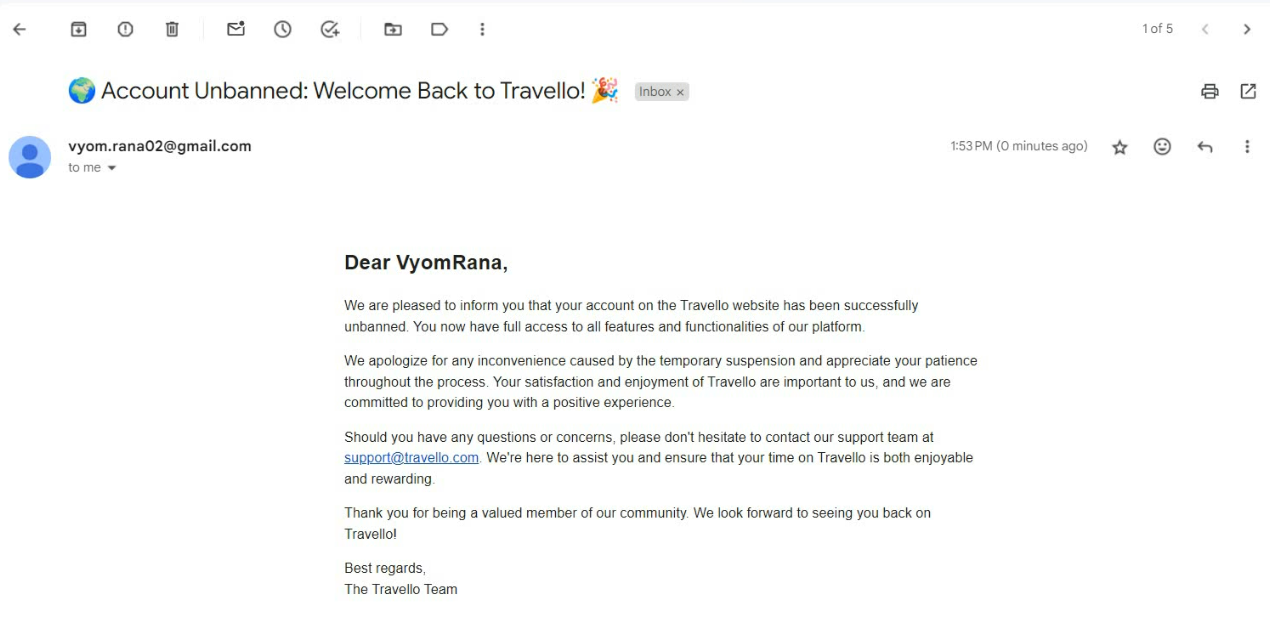 1 of 5
🌍 Account Unbanned: Welcome Back to Travello! 🎉 Inbox ×
vyom.rana02@gmail.com
1:53 PM (0 minutes ago)
to me
Dear VyomRana,
We are pleased to inform you that your account on the Travello website has been successfully
unbanned. You now have full access to all features and functionalities of our platform.
We apologize for any inconvenience caused by the temporary suspension and appreciate your patience
throughout the process. Your satisfaction and enjoyment of Travello are important to us, and we are
committed to providing you with a positive experience.
Should you have any questions or concerns, please don't hesitate to contact our support team at
support@travello.com. We're here to assist you and ensure that your time on Travello is both enjoyable
and rewarding.
Thank you for being a valued member of our community. We look forward to seeing you back on
Travello!
Best regards,
The Travello Team